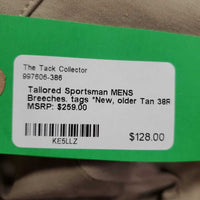 The Tack Collector
997606-386
Tailored Sportsman MENS
Breeches. tags *New, older Tan 38R
MSRP: $259.00
$128.00
KE5LLZ